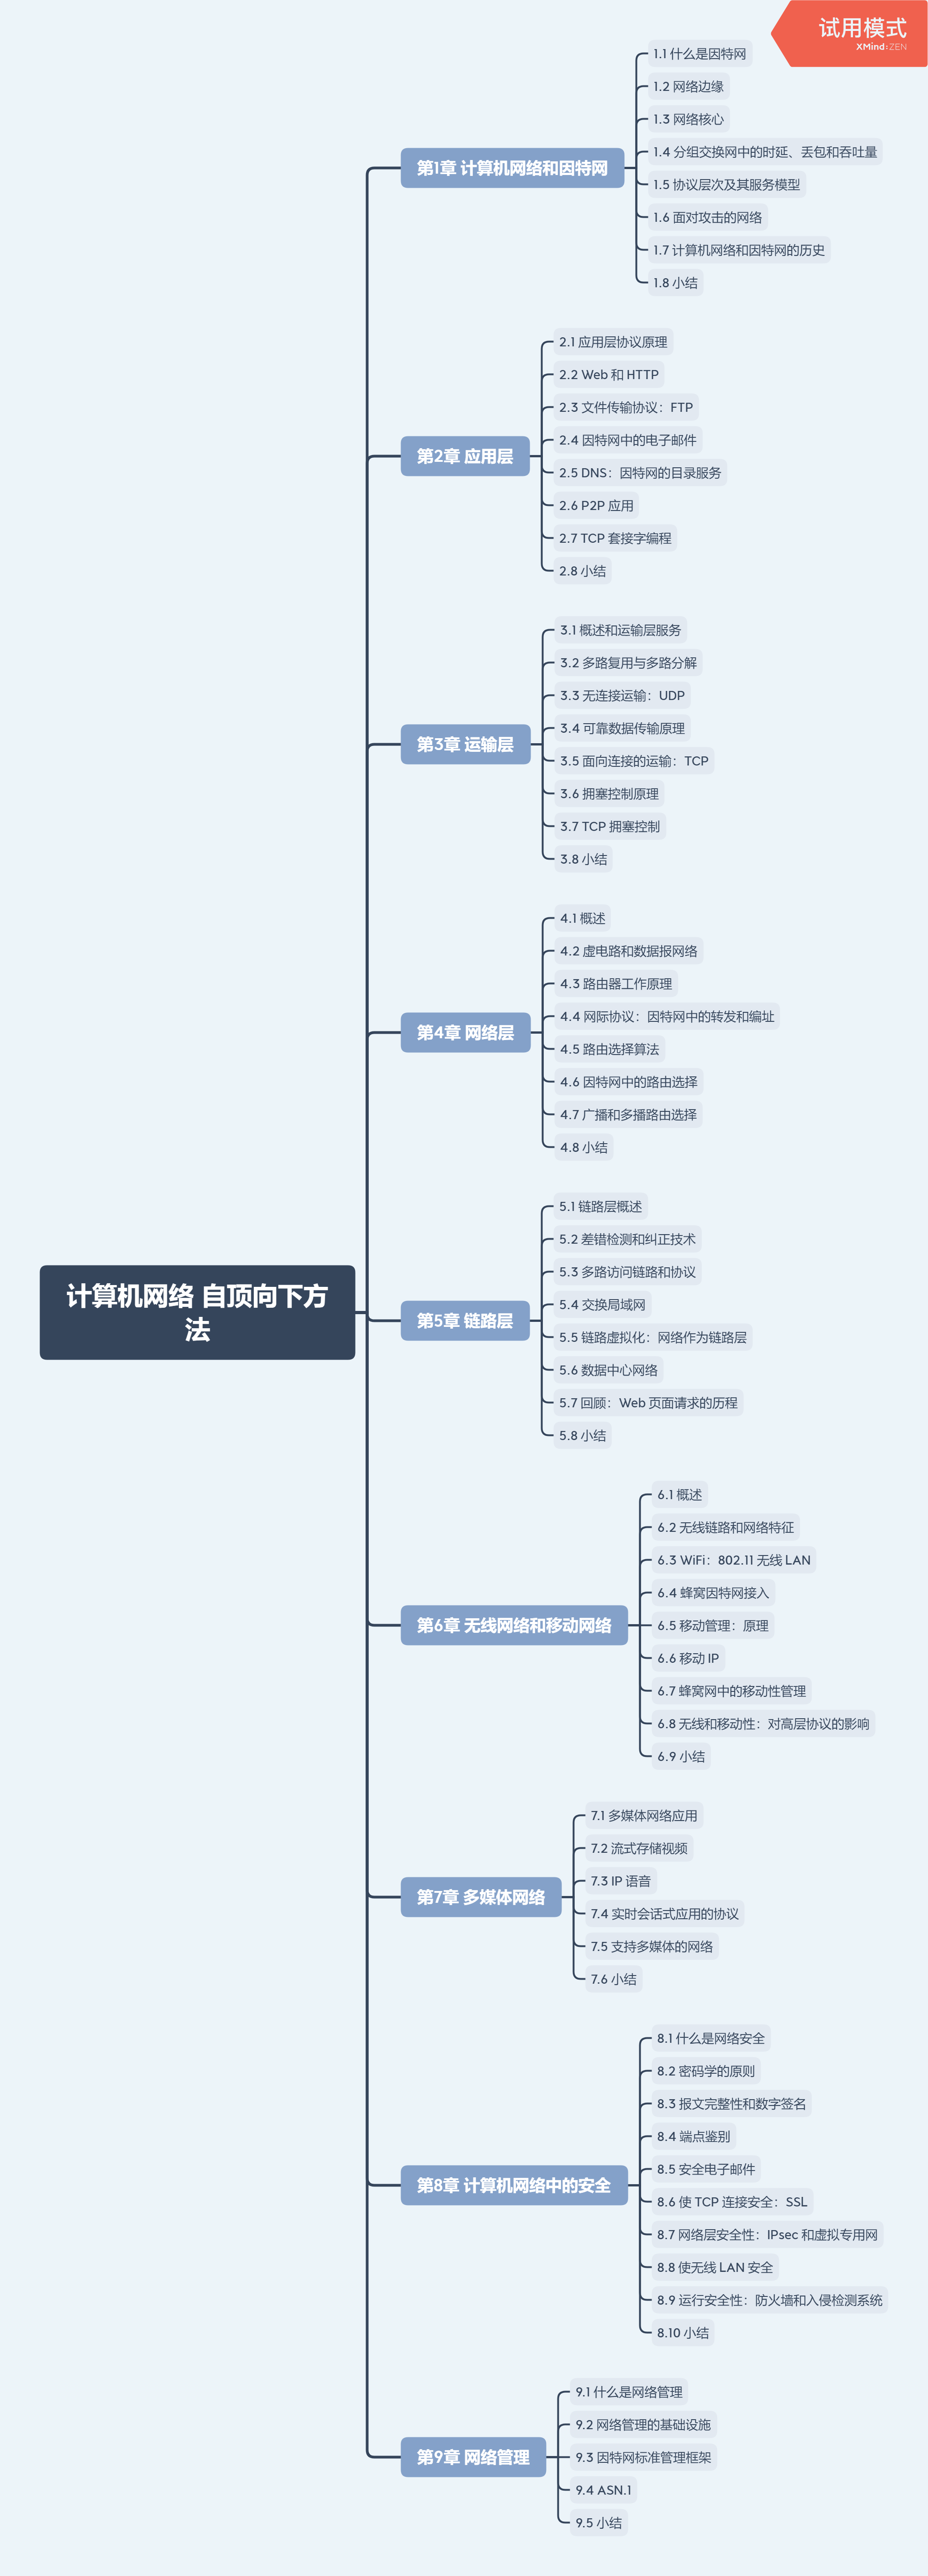 试用模式
XMind:ZEN
计算机网络 自顶向下方
法
第1章 计算机网络和因特网
1.1 什么是因特网
1.2 网络边缘
1.3 网络核心
1.4 分组交换网中的时延、丢包和吞吐量
1.5 协议层次及其服务模型
1.6 面对攻击的网络
1.7 计算机网络和因特网的历史
1.8 小结
第2章 应用层
2.1 应用层协议原理
2.2 Web 和 HTTP
2.3 文件传输协议：FTP
2.4 因特网中的电子邮件
2.5 DNS：因特网的目录服务
2.6 P2P 应用
2.7 TCP 套接字编程
2.8 小结
第3章 运输层
3.1 概述和运输层服务
3.2 多路复用与多路分解
3.3 无连接运输：UDP
3.4 可靠数据传输原理
3.5 面向连接的运输：TCP
3.6 拥塞控制原理
3.7 TCP 拥塞控制
3.8 小结
第4章 网络层
4.1 概述
4.2 虚电路和数据报网络
4.3 路由器工作原理
4.4 网际协议：因特网中的转发和编址
4.5 路由选择算法
4.6 因特网中的路由选择
4.7 广播和多播路由选择
4.8 小结
第5章 链路层
5.1 链路层概述
5.2 差错检测和纠正技术
5.3 多路访问链路和协议
5.4 交换局域网
5.5 链路虚拟化：网络作为链路层
5.6 数据中心网络
5.7 回顾：Web 页面请求的历程
5.8 小结
第6章 无线网络和移动网络
6.1 概述
6.2 无线链路和网络特征
6.3 WiFi：802.11 无线 LAN
6.4 蜂窝因特网接入
6.5 移动管理：原理
6.6 移动 IP
6.7 蜂窝网中的移动性管理
6.8 无线和移动性：对高层协议的影响
6.9 小结
第7章 多媒体网络
7.1 多媒体网络应用
7.2 流式存储视频
7.3 IP 语音
7.4 实时会话式应用的协议
7.5 支持多媒体的网络
7.6 小结
第8章 计算机网络中的安全
8.1 什么是网络安全
8.2 密码学的原则
8.3 报文完整性和数字签名
8.4 端点鉴别
8.5 安全电子邮件
8.6 使 TCP 连接安全：SSL
8.7 网络层安全性：IPsec 和虚拟专用网
8.8 使无线 LAN 安全
8.9 运行安全性：防火墙和入侵检测系统
8.10 小结
第9章 网络管理
9.1 什么是网络管理
9.2 网络管理的基础设施
9.3 因特网标准管理框架
9.4 ASN.1
9.5 小结